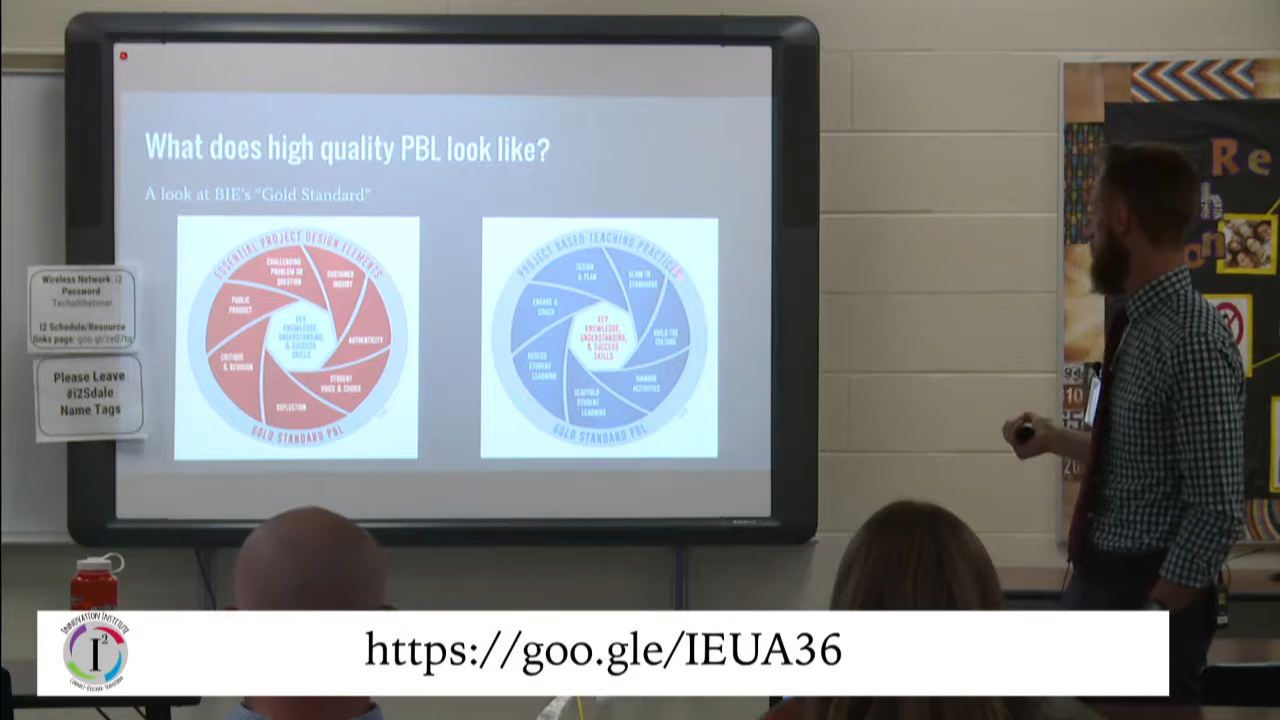 What does high quality PBL look like?
A look at BIE's “Gold Standard”
ESSENTIAL PROJECT DESIGN ELEMENTS
CHALLENGING
PROBLEM OR
QUESTION
SUSTAINED
INQUIRY
AUTHENTICITY
STUDENT
VOICE & CHOICE
REFLECTION
CRITIQUE
& REVISION
PUBLIC
PRODUCT
KEY
KNOWLEDGE,
UNDERSTANDING,
& SUCCESS
SKILLS
GOLD STANDARD PBL
PROJECT BASED TEACHING PRACTICES
DESIGN
& PLAN
ALIGN TO
STANDARDS
BUILD THE
CULTURE
MANAGE
ACTIVITIES
SCAFFOLD
STUDENT
LEARNING
ASSESS
STUDENT
LEARNING
ENGAGE &
COACH
KEY
KNOWLEDGE,
UNDERSTANDING,
& SUCCESS
SKILLS
GOLD STANDARD PBL
Wireless Network: i2
Password
I2 Schedule/Resource
links page:
Please Leave
#i2Sdale
Name Tags
Re
94
10
INNOVATION INSTITUTE
I2
https://goo.gle/IEUA36